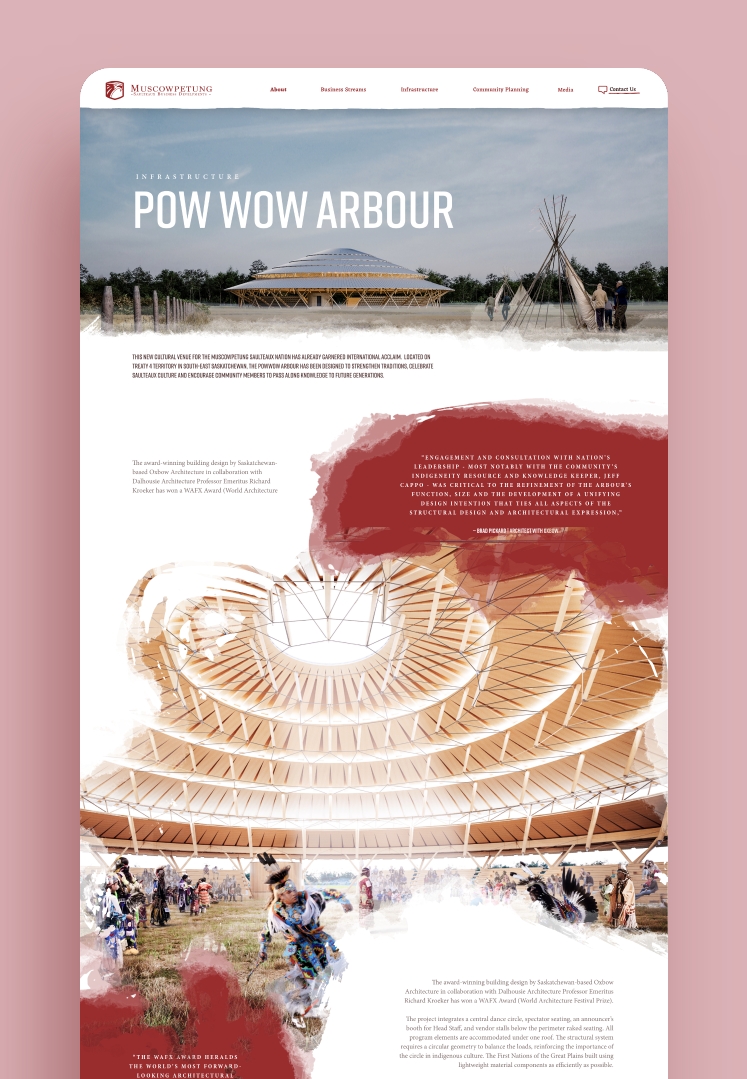 MUSCOWPETUNG
SAULTEAUX BUSINESS DEVELOPMENTS
About
Business Streams
Infrastructure
Community Planning
Media
Contact Us
INFRASTRUCTURE
POW WOW ARBOUR
THIS NEW CULTURAL VENUE FOR THE MUSCOWPETUNG SAULTEAUX NATION HAS ALREADY GARNERED INTERNATIONAL ACCLAIM. LOCATED ON
TREATY 4 TERRITORY IN SOUTH-EAST SASKATCHEWAN, THE POWWOW ARBOUR HAS BEEN DESIGNED TO STRENGTHEN TRADITIONS, CELEBRATE
SAULTEAUX CULTURE AND ENCOURAGE COMMUNITY MEMBERS TO PASS ALONG KNOWLEDGE TO FUTURE GENERATIONS.
The award-winning building design by Saskatchewan-
based Oxbow Architecture in collaboration with
Dalhousie Architecture Professor Emeritus Richard
Kroeker has won a WAFX Award (World Architecture
"ENGAGEMENT AND CONSULTATION WITH NATION'S
LEADERSHIP - MOST NOTABLY WITH THE COMMUNITY'S
INDIGENEITY RESOURCE AND KNOWLEDGE KEEPER, JEFF
CAPPO - WAS CRITICAL TO THE REFINEMENT OF THE ARBOUR'S
FUNCTION, SIZE AND THE DEVELOPMENT OF A UNIFYING
DESIGN INTENTION THAT TIES ALL ASPECTS OF THE
STRUCTURAL DESIGN AND ARCHITECTURAL EXPRESSION,"
– BRAD PICKARD | ARCHITECT WITH OXBOW
The award-winning building design by Saskatchewan-based Oxbow
Architecture in collaboration with Dalhousie Architecture Professor Emeritus
Richard Kroeker has won a WAFX Award (World Architecture Festival Prize).
The project integrates a central dance circle, spectator seating, an announcer's
booth for Head Staff, and vendor stalls below the perimeter raked seating. All
program elements are accommodated under one roof. The structural system
requires a circular geometry to balance the loads, reinforcing the importance of
the circle in indigenous culture. The First Nations of the Great Plains built using
lightweight material components as efficiently as possible.
"THE WAFX AWARD HERALDS
THE WORLD'S MOST FORWARD-
LOOKING ARCHITECTURAL